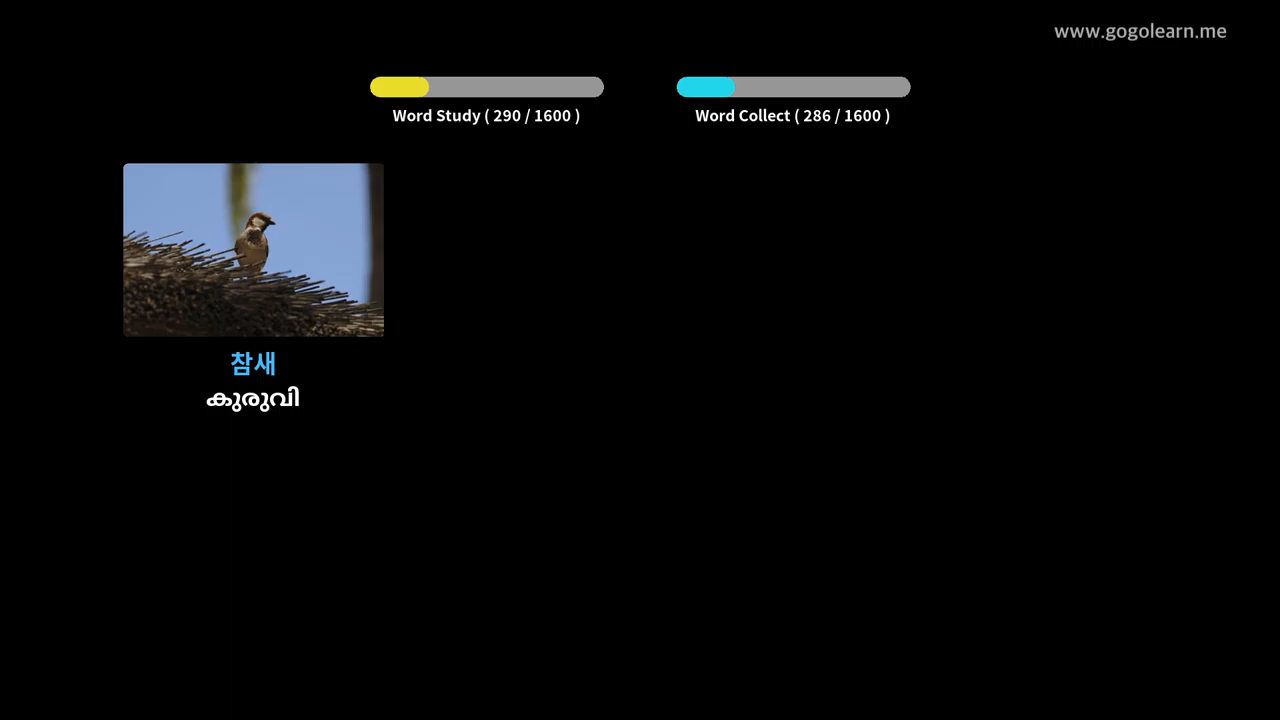 www.gogolearn.me
Word Study ( 290 / 1600 )
Word Collect ( 286 / 1600 )
참새
കുരുവി